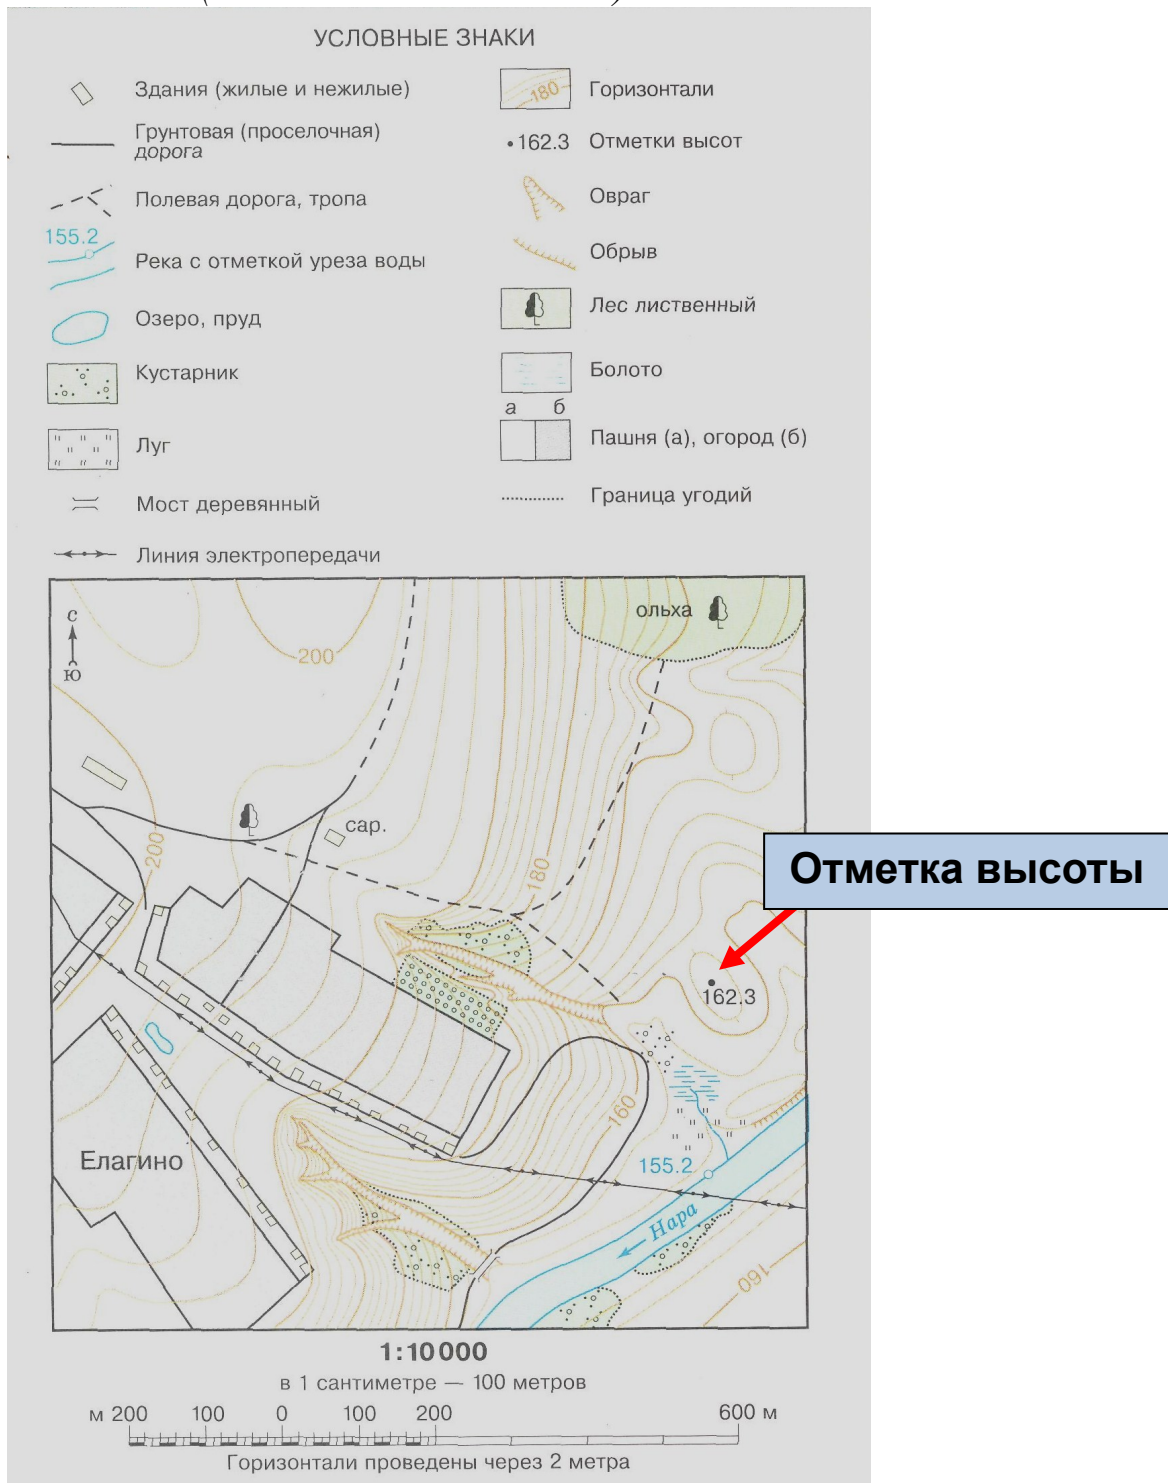 УСЛОВНЫЕ ЗНАКИ
Здания (жилые и нежилые)
Грунтовая (проселочная)
дорога
Полевая дорога, тропа
155.2
Река с отметкой уреза воды
Озеро, пруд
Кустарник
Луг
Мост деревянный
Линия электропередачи
180
Горизонтали
162.3
Отметки высот
Овраг
Обрыв
Лес лиственный
Болото
а б
Пашня (а), огород (б)
Граница угодий
с
ю
200
ольха
200
сар.
180
Отметка высоты
162.3
160
Елагино
155.2
Нара
160
1:10 000
в 1 сантиметре — 100 метров
м 200 100 0 100 200 600 м
Горизонтали проведены через 2 метра